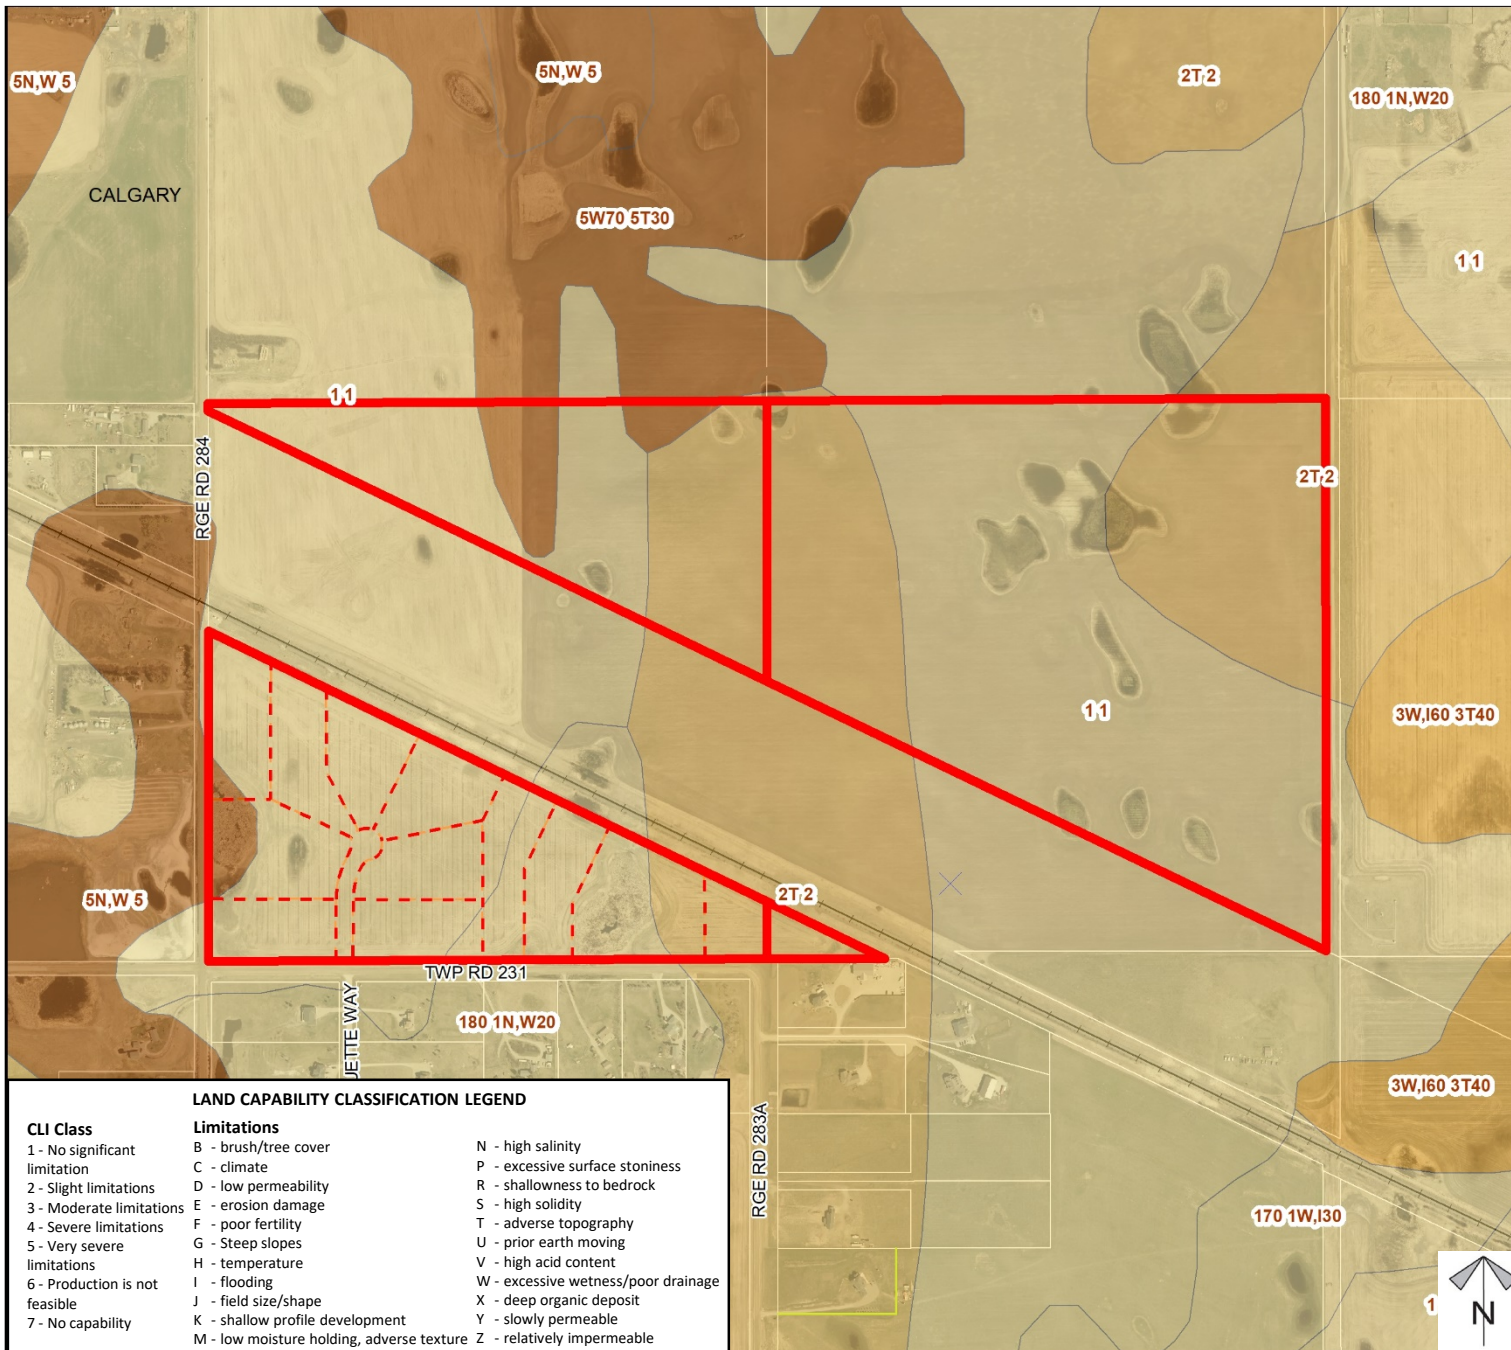 5N,W 5
5N,W 5
2T 2
180 1N,W20
CALGARY
5W70 5T30
1 1
1 1
RGE RD 284
2T 2
1 1
3W,I60 3T40
5N,W 5
2T 2
TWP RD 231
JETTE WAY
180 1N,W20
3W,I60 3T40
RGE RD 283A
170 1W,I30
1
N
LAND CAPABILITY CLASSIFICATION LEGEND
CLI Class
1 - No significant
limitation
2 - Slight limitations
3 - Moderate limitations
4 - Severe limitations
5 - Very severe
limitations
6 - Production is not
feasible
7 - No capability
Limitations
B - brush/tree cover
C - climate
D - low permeability
E - erosion damage
F - poor fertility
G - Steep slopes
H - temperature
I - flooding
J - field size/shape
K - shallow profile development
M - low moisture holding, adverse texture
N - high salinity
P - excessive surface stoniness
R - shallowness to bedrock
S - high solidity
T - adverse topography
U - prior earth moving
V - high acid content
W - excessive wetness/poor drainage
X - deep organic deposit
Y - slowly permeable
Z - relatively impermeable